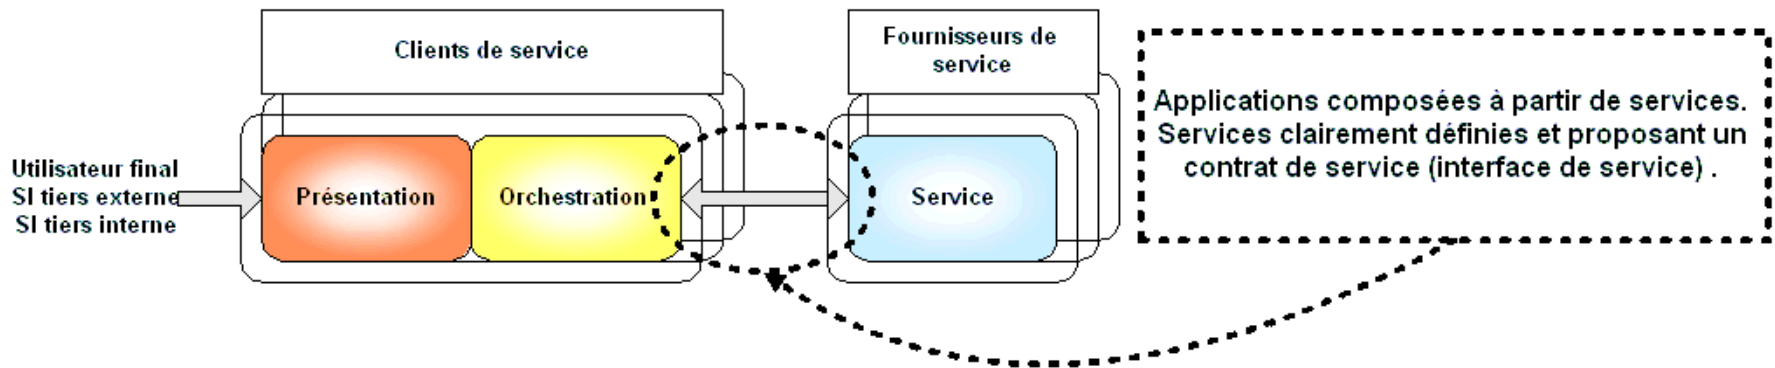 Clients de service
Fournisseurs de
service
Applications composées à partir de services.
Services clairement définies et proposant un
contrat de service (interface de service) .
Utilisateur final
SI tiers externe
SI tiers interne
Présentation
Orchestration
Service